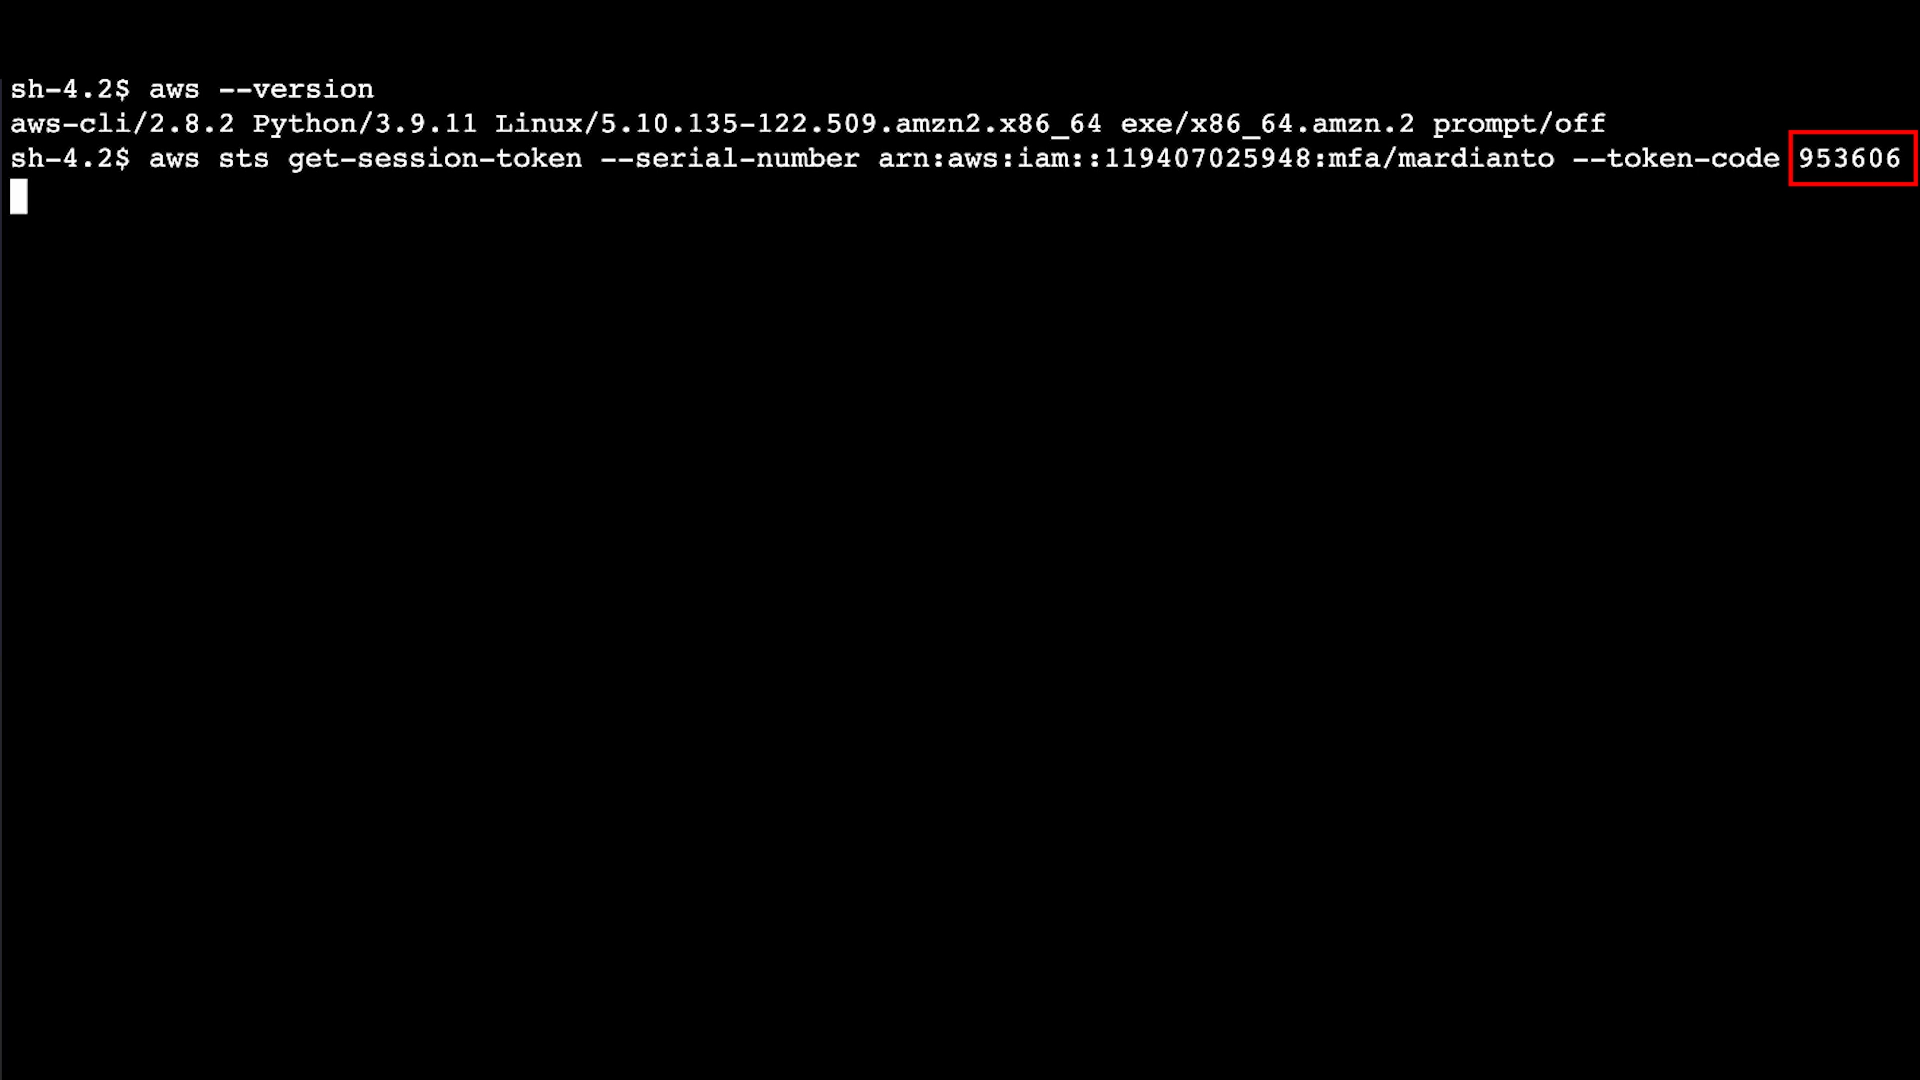 sh-4.2$ aws --version
aws-cli/2.8.2 Python/3.9.11 Linux/5.10.135-122.509.amzn2.x86_64 exe/x86_64.amzn.2 prompt/off
sh-4.2$ aws sts get-session-token --serial-number arn:aws:iam::119407025948:mfa/mardianto --token-code 953606